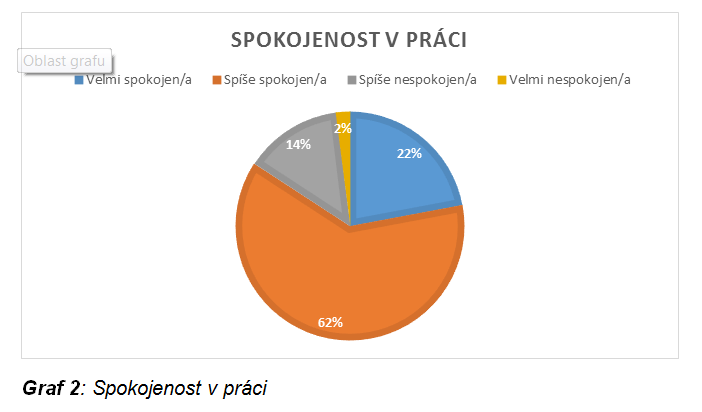 SPOKOJENOST V PRÁCI
Oblast grafu
Velmi spokojen/a Spíše spokojen/a Spíše nespokojen/a Velmi nespokojen/a
2%
14%
22%
62%
Graf 2: Spokojenost v práci